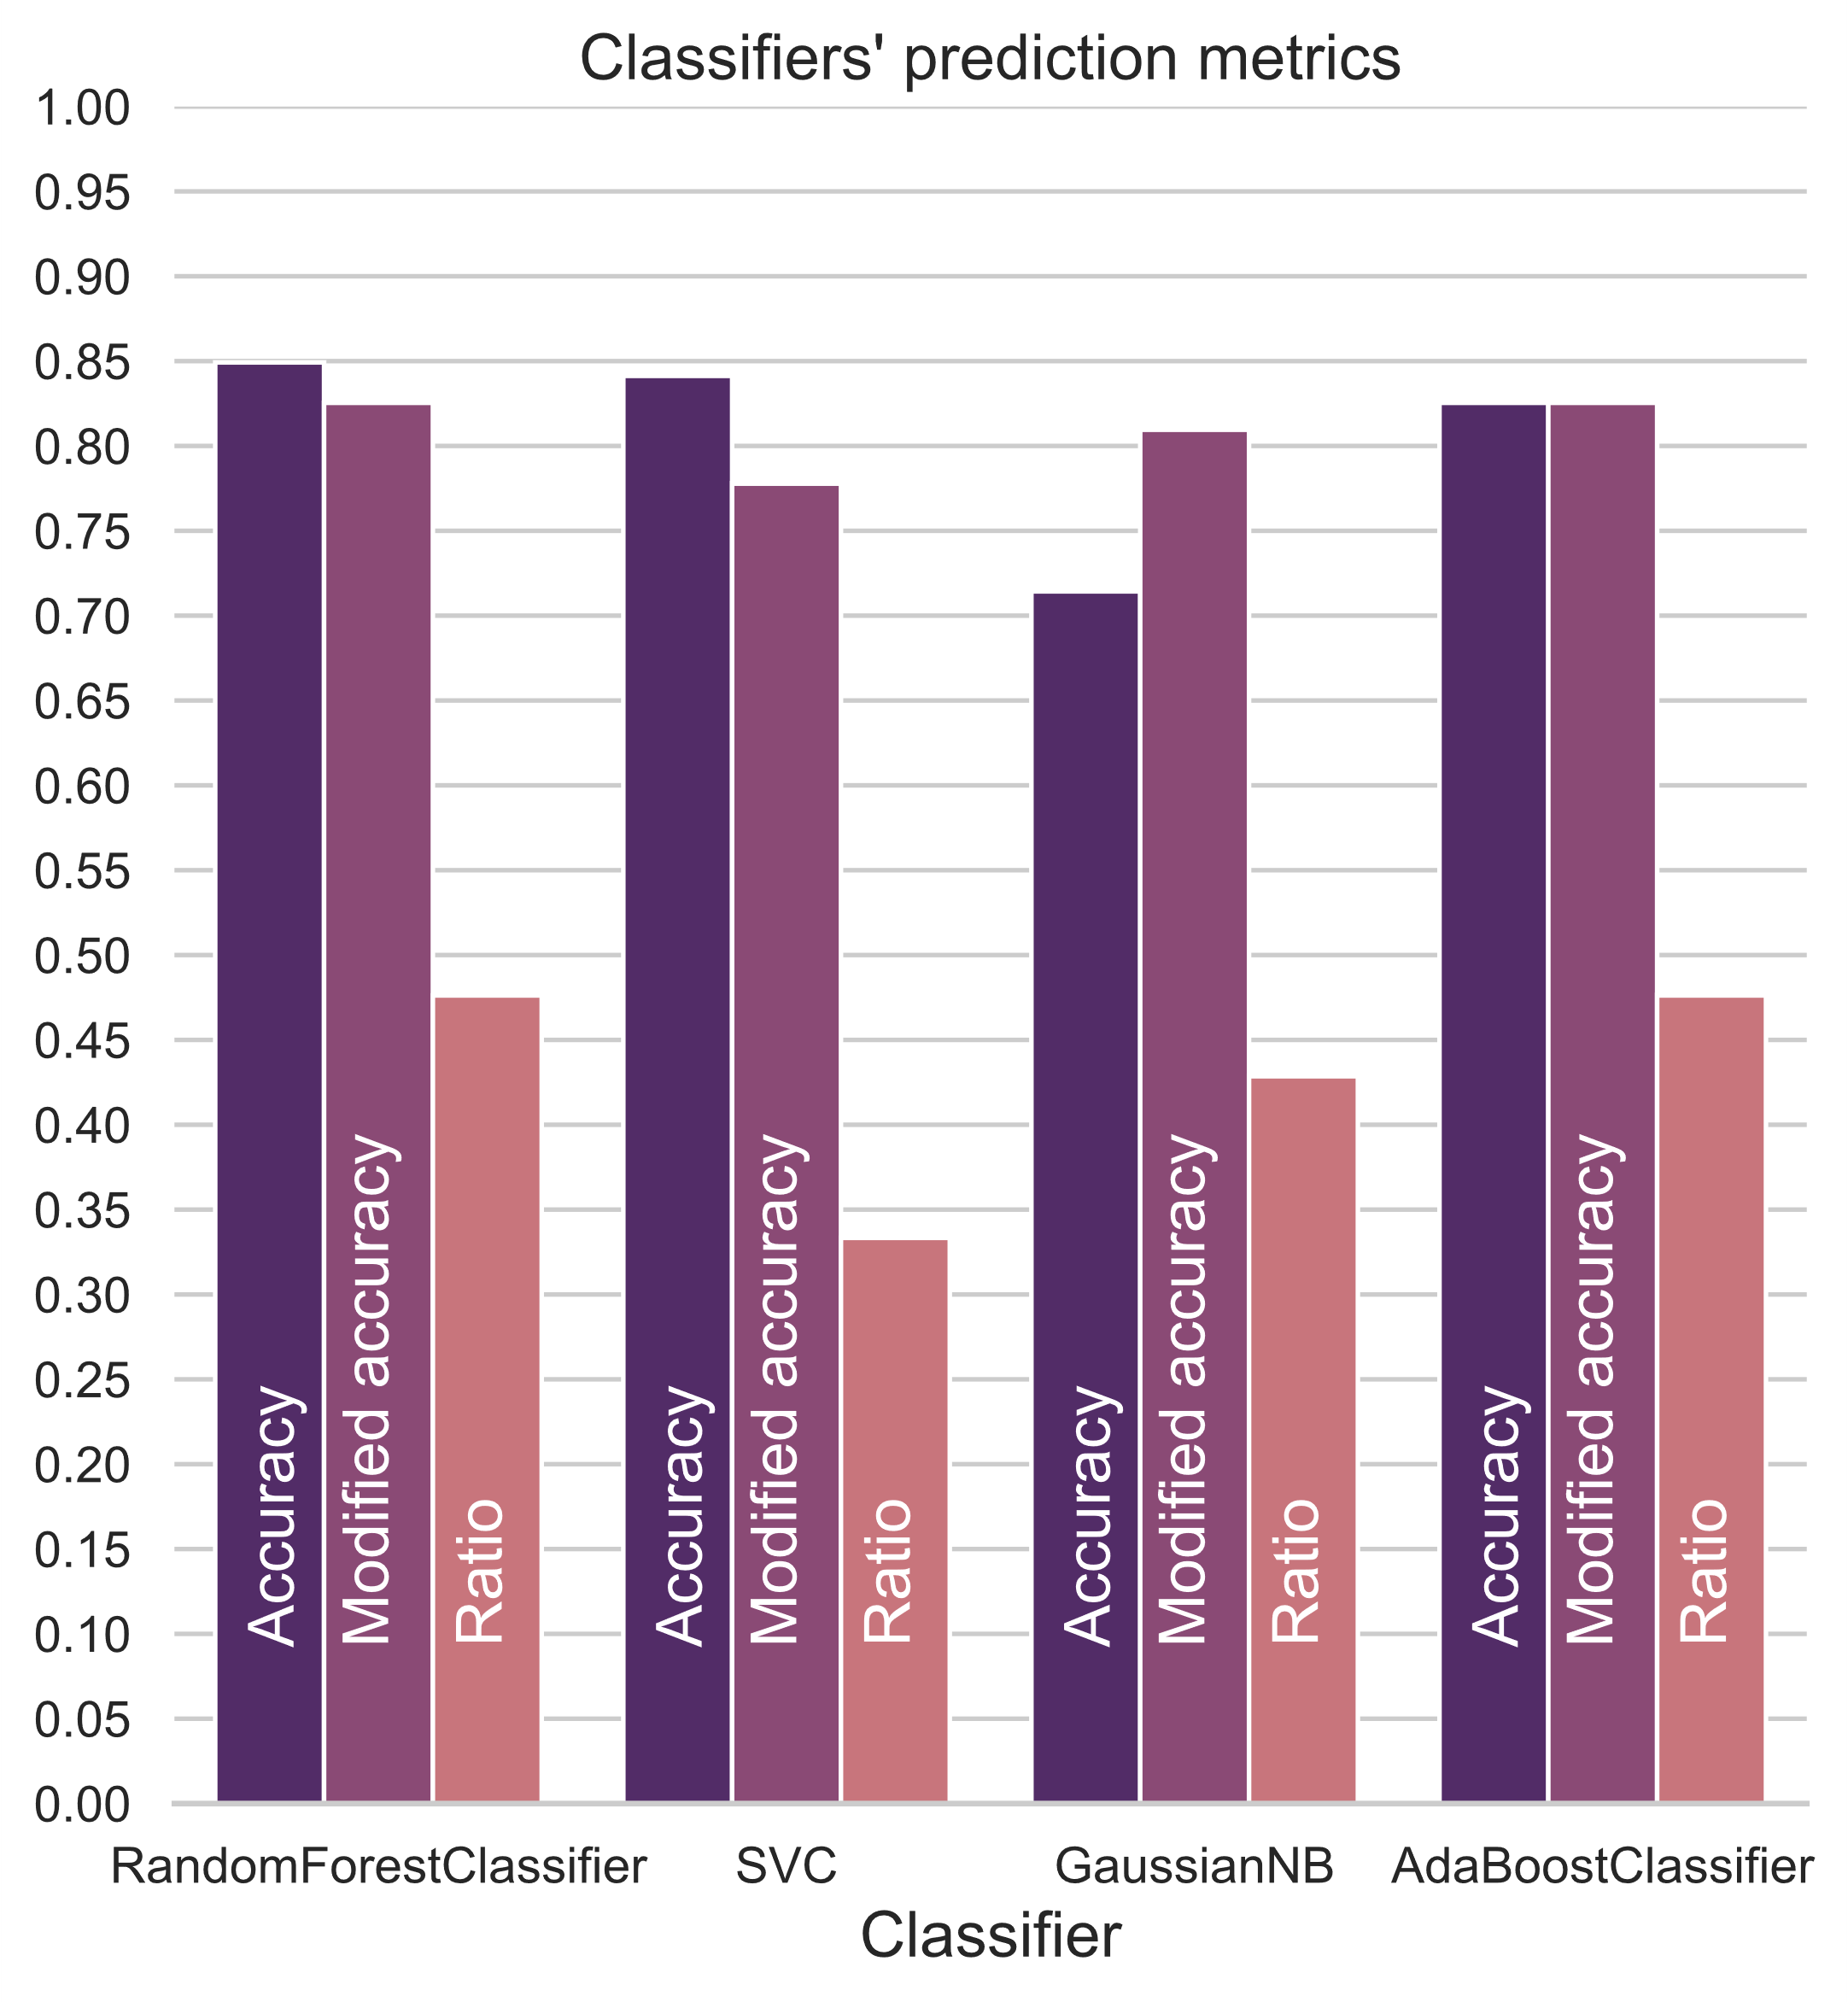 Classifiers' prediction metrics
1.00
0.95
0.90
0.85
0.80
0.75
0.70
0.65
0.60
0.55
0.50
0.45
0.40
0.35
0.30
0.25
0.20
0.15
0.10
0.05
0.00
Accuracy
Modified accuracy
Ratio
Accuracy
Modified accuracy
Ratio
Accuracy
Modified accuracy
Ratio
Accuracy
Modified accuracy
Ratio
RandomForestClassifier
SVC
GaussianNB
AdaBoostClassifier
Classifier